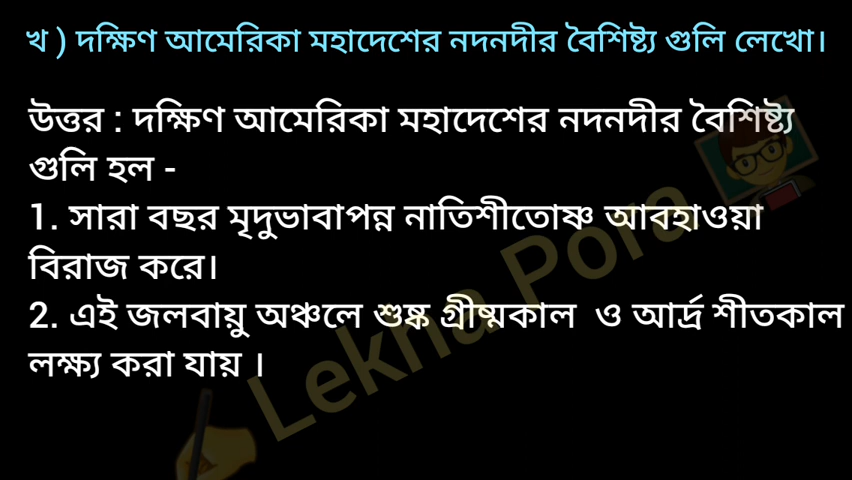 খ ) দক্ষিণ আমেরিকা মহাদেশের নদনদীর বৈশিষ্ট্য গুলি লেখো।
উত্তর : দক্ষিণ আমেরিকা মহাদেশের নদনদীর বৈশিষ্ট্য
গুলি হল -
1. সারা বছর মৃদুভাবাপন্ন নাতিশীতোষ্ণ আবহাওয়া
বিরাজ করে।
2. এই জলবায়ু অঞ্চলে শুষ্ক গ্রীষ্মকাল ও আর্দ্র শীতকাল
লক্ষ্য করা যায় ।
Lekha Pora